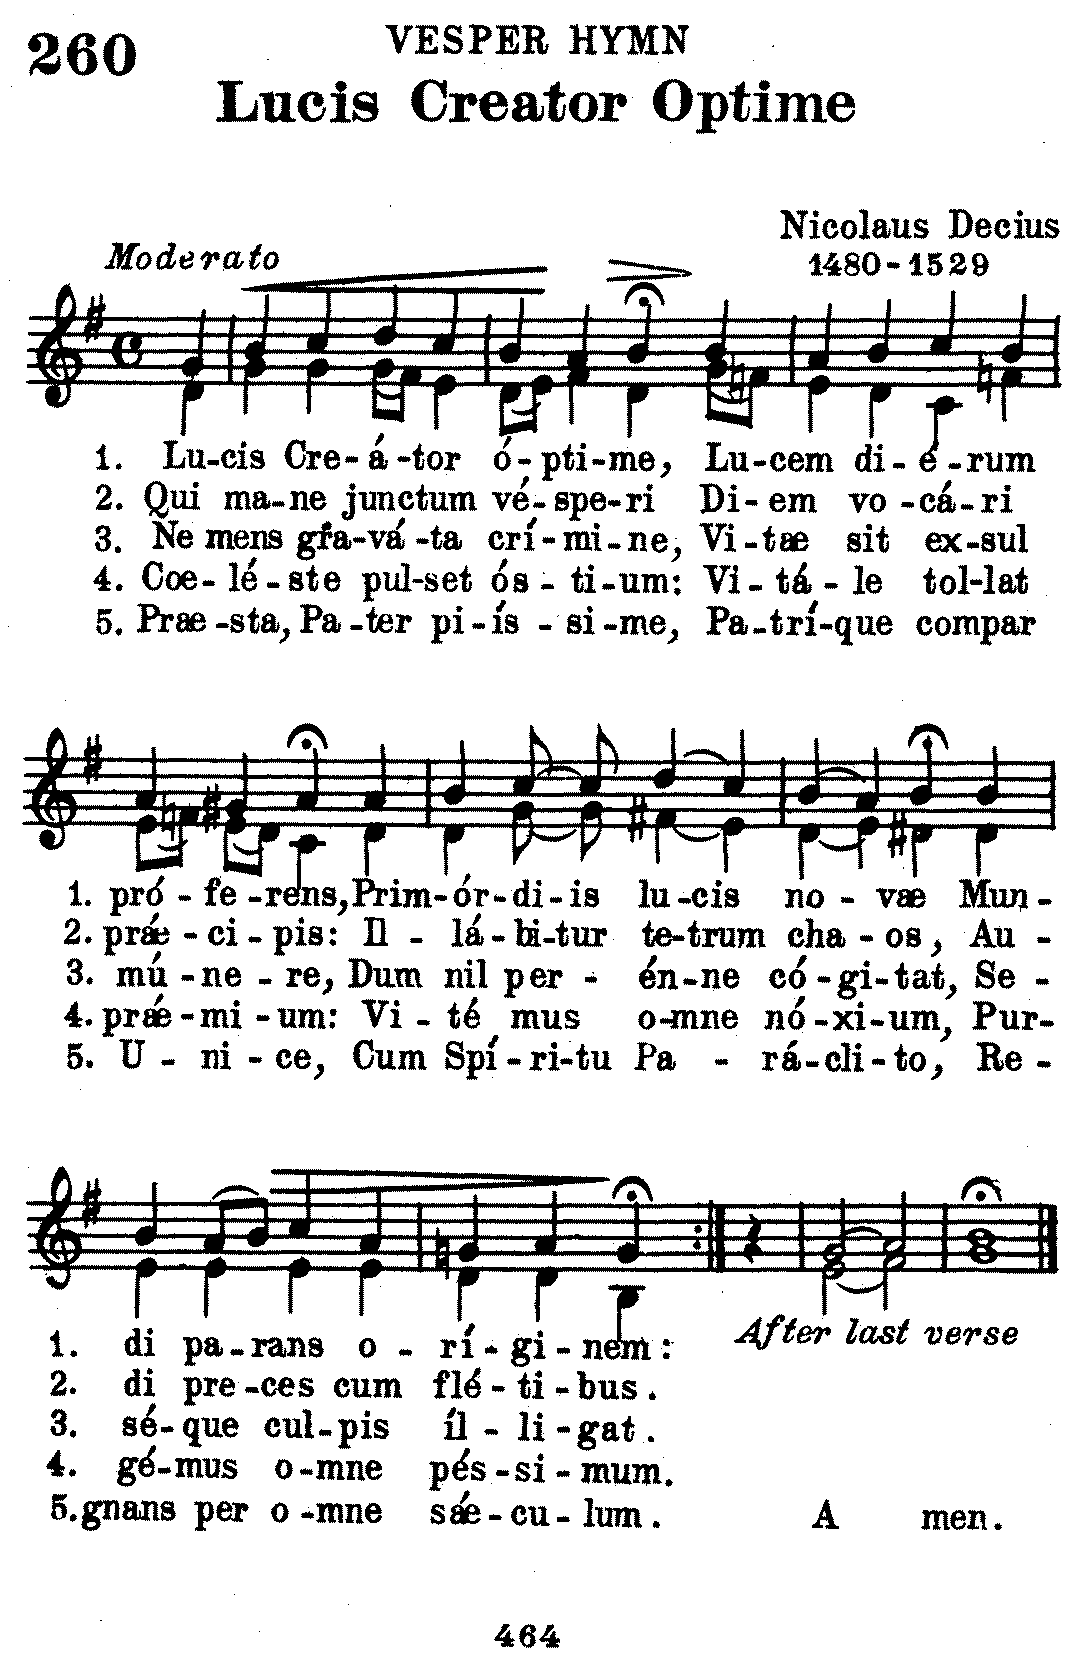 260
VESPER HYMN
Lucis Creator Optime
Nicolaus Decius
1480-1529
Moderato
1. Lu-cis Cre-á-tor ó-pti-me, Lu-cem di-é-rum
2. Qui ma-ne junctum vé-spe-ri Di-em vo-cá-ri
3. Ne mens gra-vá-ta crí-mi-ne, Vi-tæ sit ex-sul
4. Coe-lé-ste pul-set ós-ti-um: Vi-tá-le tol-lat
5. Præ-sta, Pa-ter pi-ís-si-me, Pa-trí-que compar
1. pró-fe-rens, Prim-ór-di-is lu-cis no-væ Mun-
2. prǽ-ci-pis: Il-lá-bi-tur te-trum cha-os, Au-
3. mú-ne-re, Dum nil per-én-ne có-gi-tat, Se-
4. prǽ-mi-um: Vi-té mus o-mne nó-xi-um, Pur-
5. U-ni-ce, Cum Spí-ri-tu Pa-rá-cli-to, Re-
1. di pa-rans o-rí-gi-nem:
After last verse
2. di pre-ces cum flé-ti-bus.
3. sé-que cul-pis íl-li-gat.
4. gé-mus o-mne pés-si-mum.
5. gnans per o-mne sǽ-cu-lum. A men.
464